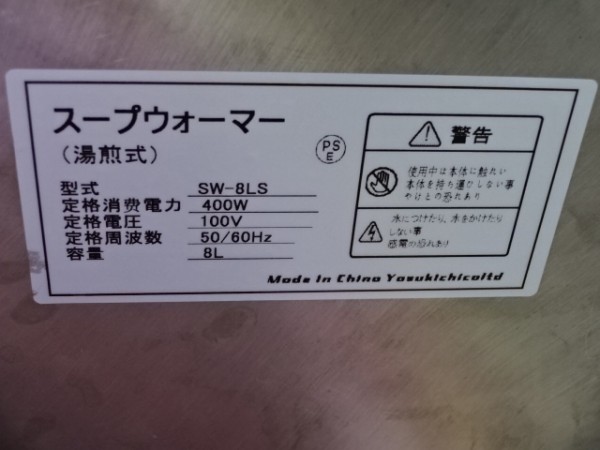 スープウォーマー
(湯煎式)
PS
E
型式 SW-8LS
定格消費電力 400W
定格電圧 100V
定格周波数 50/60Hz
容量 8L
警告
使用中は本体に触れい
本体を持ち運びしない事
やけどの恐れあり
水につけたら,水をかけたら
しない事
感電の恐れあり
Made in China Yasukichicoltd